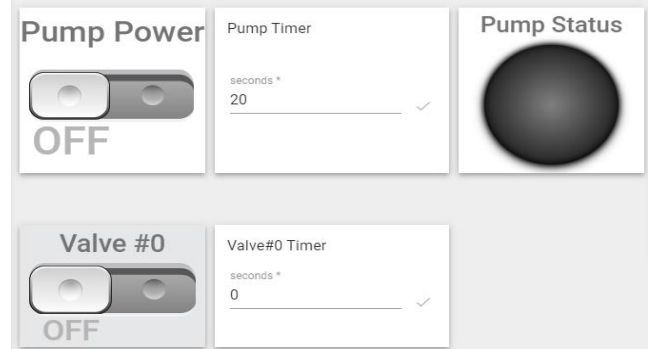 Pump Power
OFF
Pump Timer
seconds *
20
Pump Status
Valve #0
OFF
Valve#0 Timer
seconds *
0